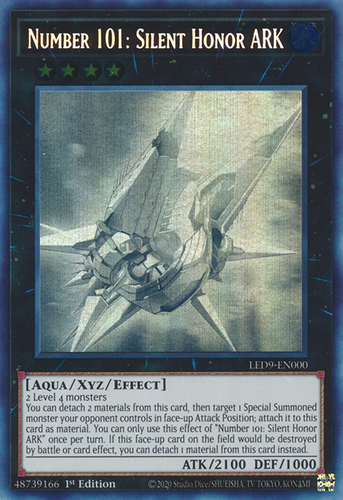 NUMBER 101: SILENT HONOR ARK
LED9-EN000
[AQUA/XYZ/EFFECT]
2 Level 4 monsters
You can detach 2 materials from this card, then target 1 Special Summoned
monster your opponent controls in face-up Attack Position; attach it to
this card as material. You can only use this effect of "Number 101: Silent Honor
ARK" once per turn. If this face-up card on the field would be destroyed
by battle or card effect, you can detach 1 material from this card instead.
ATK/2100 DEF/1000
48739166 1st Edition ©2020 Studio Dice/SHUEISHA, TV TOKYO, KONAMI